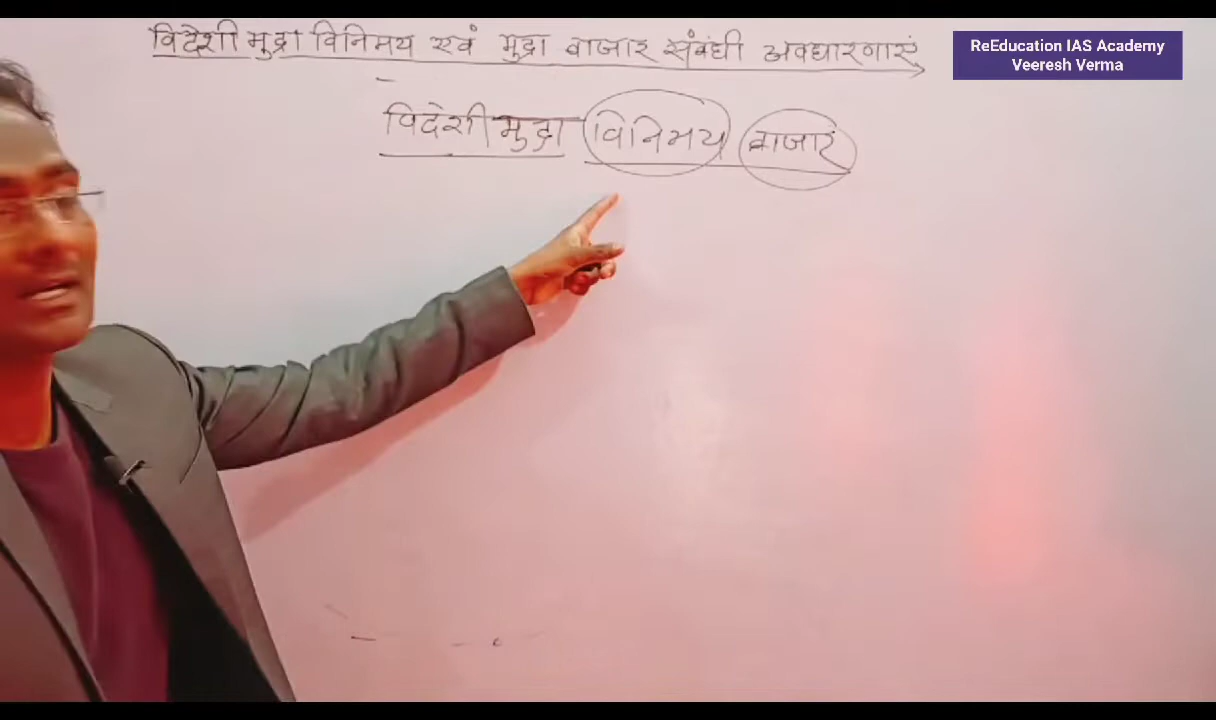 विदेशी मुद्रा विनिमय एवं मुद्रा बाजार संबंधी अवधारणाएं
ReEducation IAS Academy
Veeresh Verma
विदेशी मुद्रा विनिमय बाजार